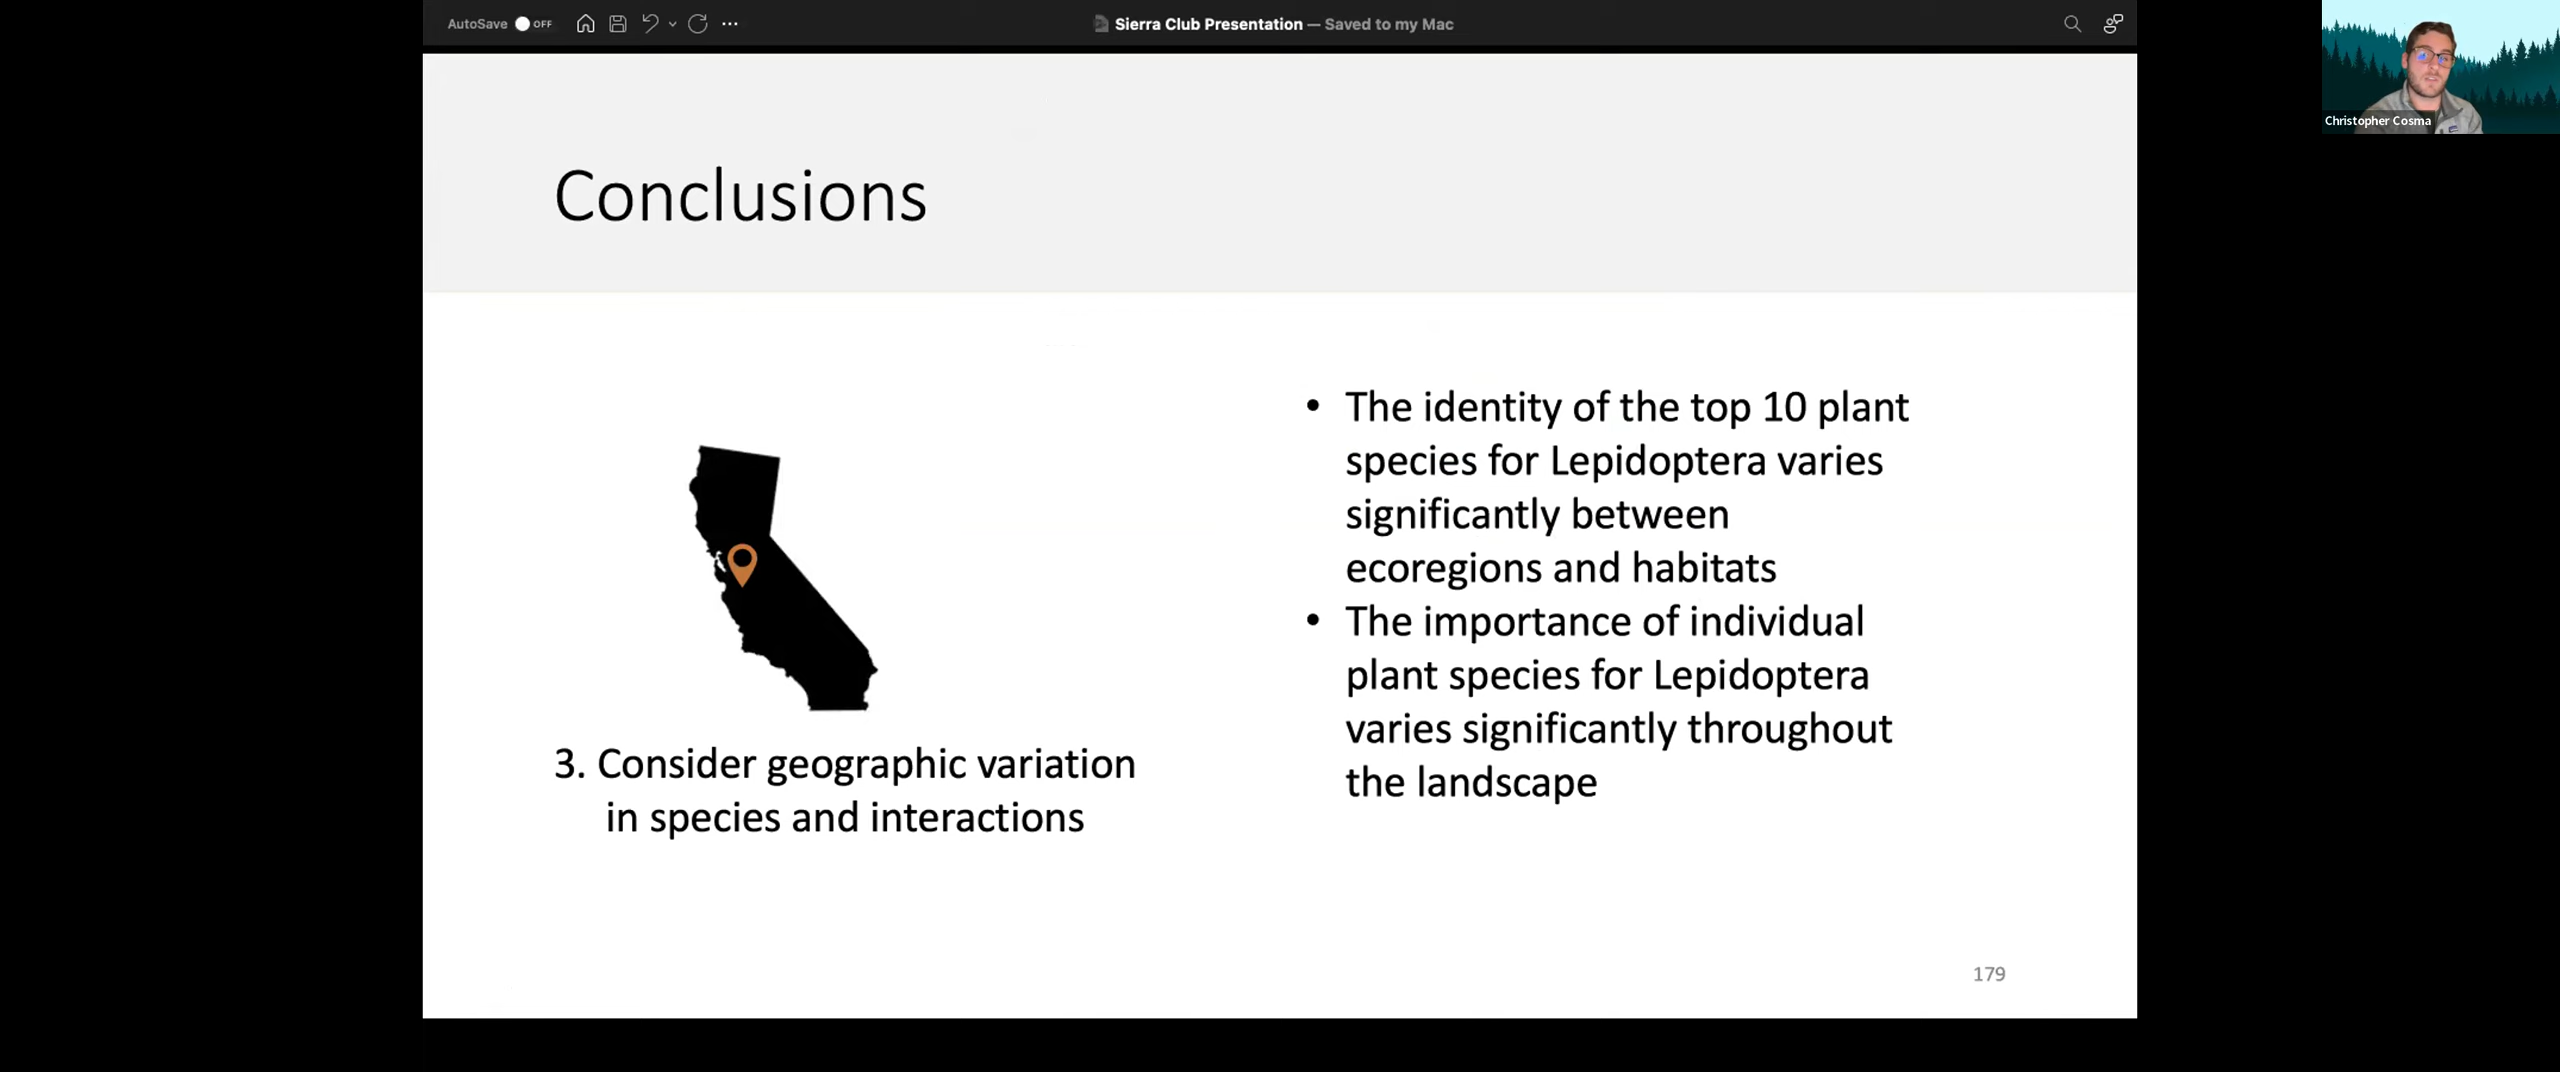 AutoSave OFF
Sierra Club Presentation — Saved to my Mac
Christopher Cosma
Conclusions
3. Consider geographic variation
in species and interactions
• The identity of the top 10 plant
species for Lepidoptera varies
significantly between
ecoregions and habitats
• The importance of individual
plant species for Lepidoptera
varies significantly throughout
the landscape
179